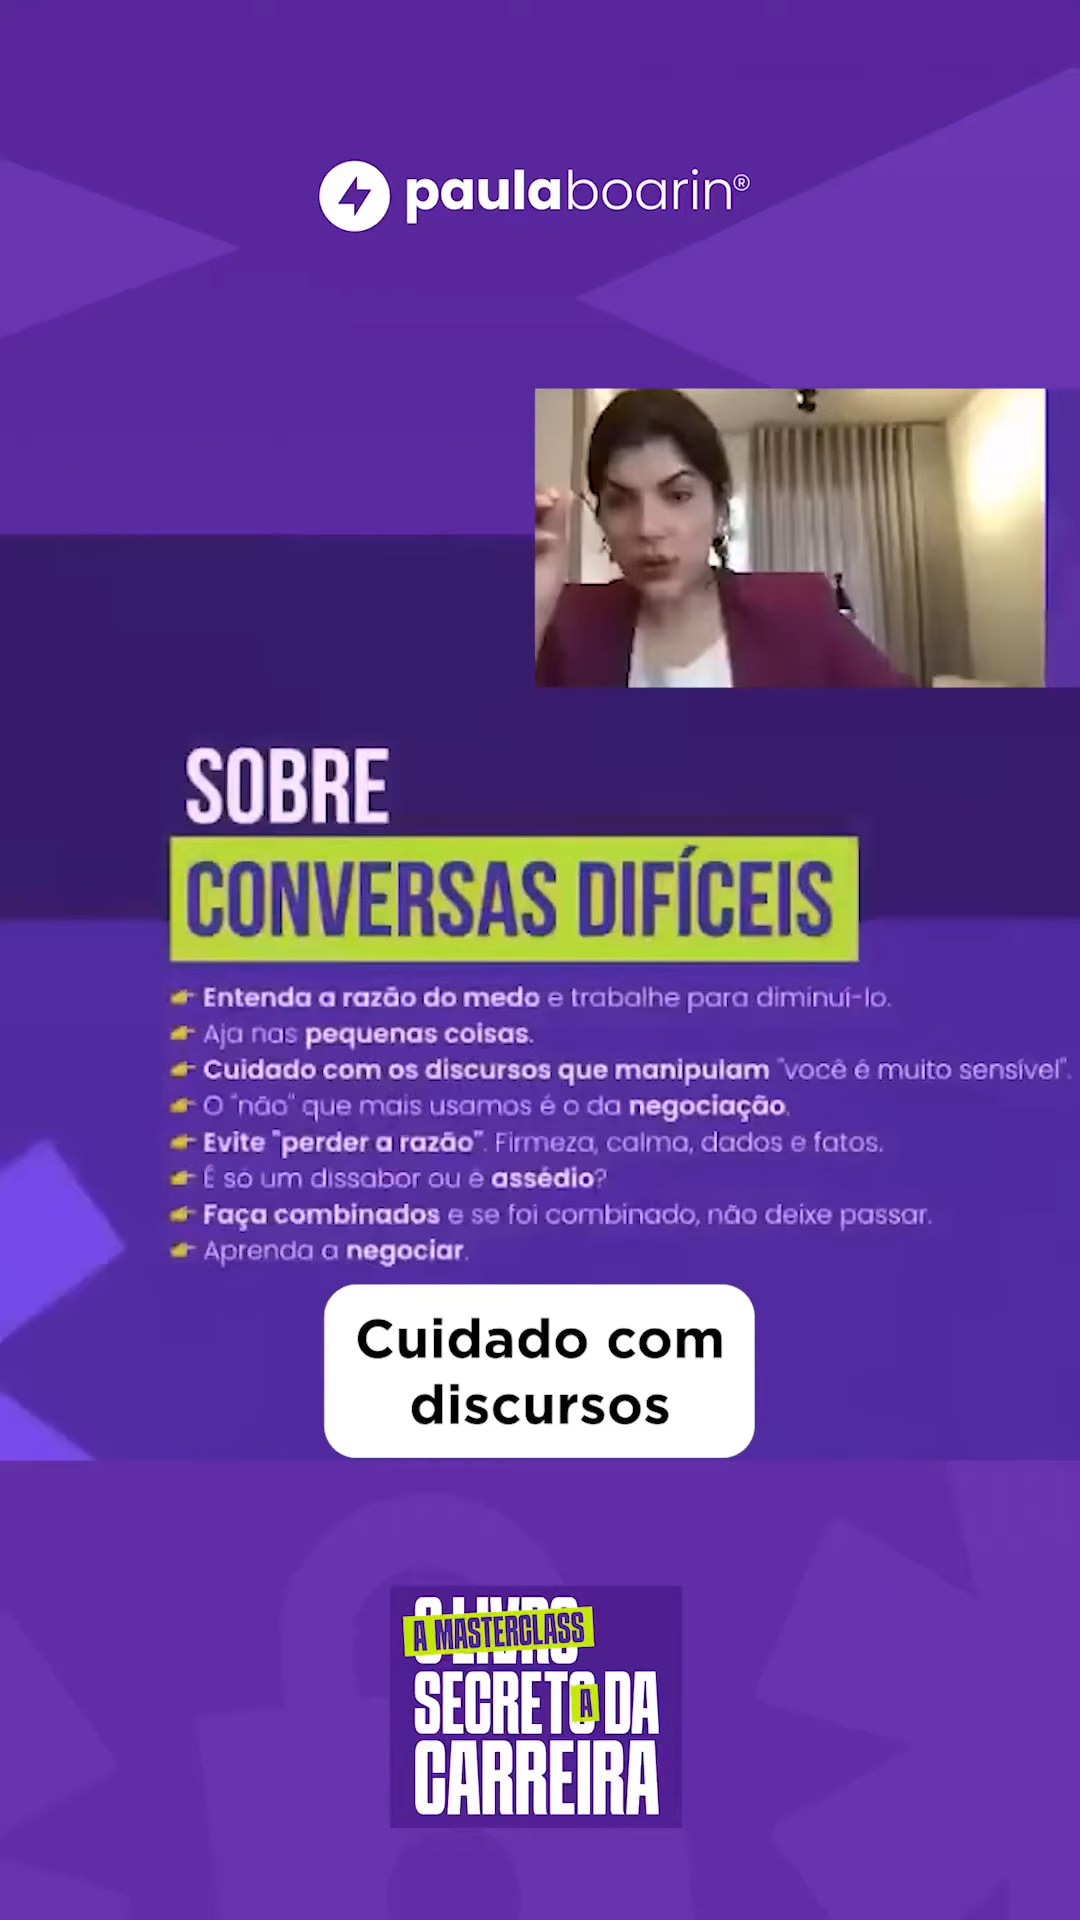 paulaboarin®
SOBRE
CONVERSAS DIFÍCEIS
👉 Entenda a razão do medo e trabalhe para diminuí-lo.
👉 Aja nas pequenas coisas.
👉 Cuidado com os discursos que manipulam "você é muito sensível".
👉 O "não" que mais usamos é o da negociação.
👉 Evite "perder a razão". Firmeza, calma, dados e fatos.
👉 É só um dissabor ou é assédio?
👉 Faça combinados e se foi combinado, não deixe passar.
👉 Aprenda a negociar.
Cuidado com
discursos
O LIVRO
A MASTERCLASS
SECRETO A DA
CARREIRA